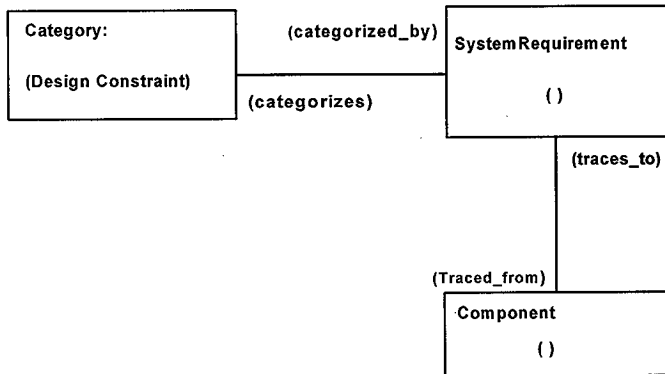 Category:
(Design Constraint)
(categorized_by)
(categorizes)
SystemRequirement
( )
(traces_to)
(Traced_from)
Component
( )